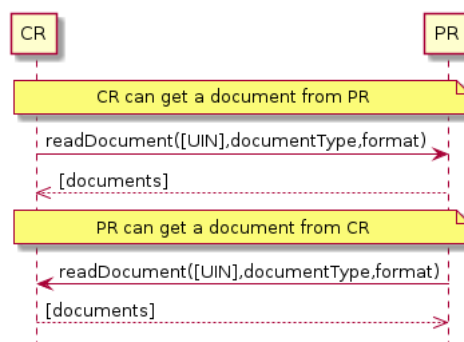 CR
PR
CR can get a document from PR
readDocument([UIN],documentType,format)
[documents]
PR can get a document from CR
readDocument([UIN],documentType,format)
[documents]